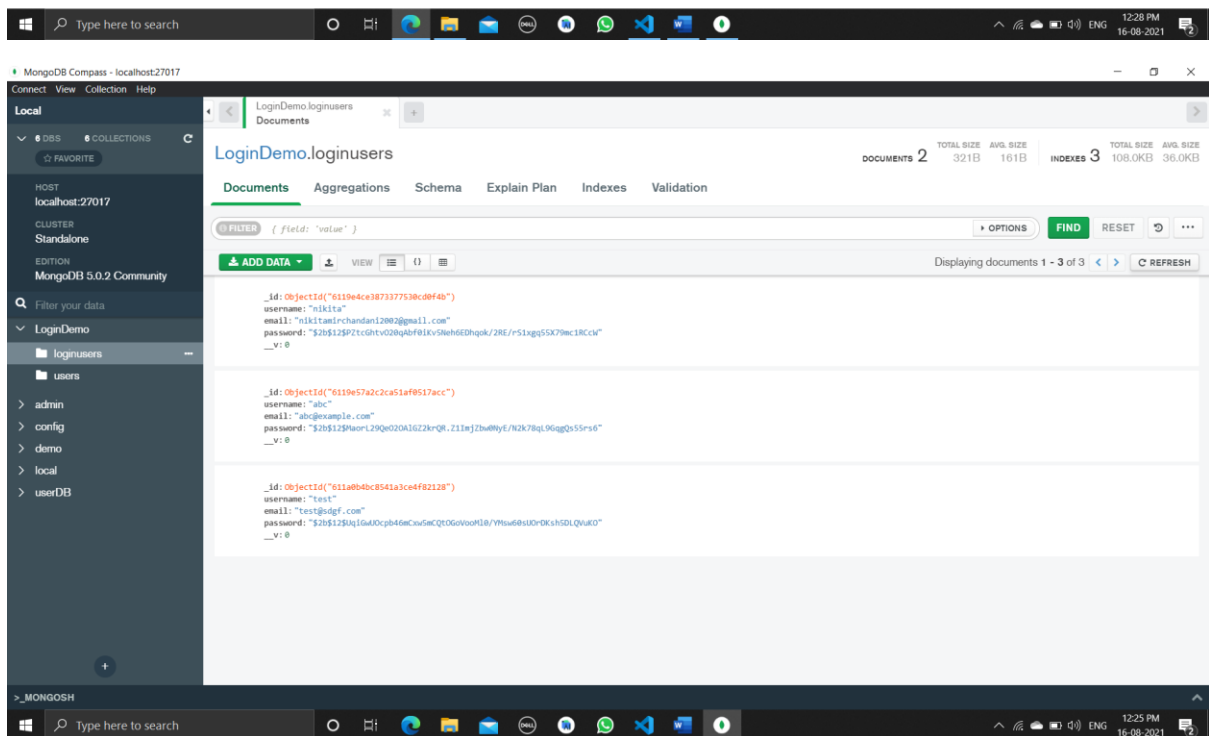 Type here to search
DELL
ENG
12:28 PM
16-08-2021
2
MongoDB Compass - localhost:27017
Connect View Collection Help
Local
6 DBS 6 COLLECTIONS
FAVORITE
HOST
localhost:27017
CLUSTER
Standalone
EDITION
MongoDB 5.0.2 Community
Filter your data
LoginDemo
loginusers
users
admin
config
demo
local
userDB
>_MONGOSH
LoginDemo.loginusers
Documents
LoginDemo.loginusers
DOCUMENTS 2 TOTAL SIZE 321B AVG. SIZE 161B INDEXES 3 TOTAL SIZE 108.0KB AVG. SIZE 36.0KB
Documents Aggregations Schema Explain Plan Indexes Validation
FILTER { field: 'value' } OPTIONS FIND RESET
ADD DATA VIEW Displaying documents 1 - 3 of 3 REFRESH
_id: ObjectId("6119e4ce3873377530cd0f4b")
username: "nikita"
email: "nikitamirchandani2002@gmail.com"
password:
__v: 0
_id: ObjectId("6119e57a2c2ca51af0517acc")
username: "abc"
email: "abc@example.com"
password:
__v: 0
_id: ObjectId("611a0b4bc8541a3ce4f82128")
username: "test"
email: "test@sdgf.com"
password:
__v: 0
Type here to search
DELL
ENG
12:25 PM
16-08-2021
2